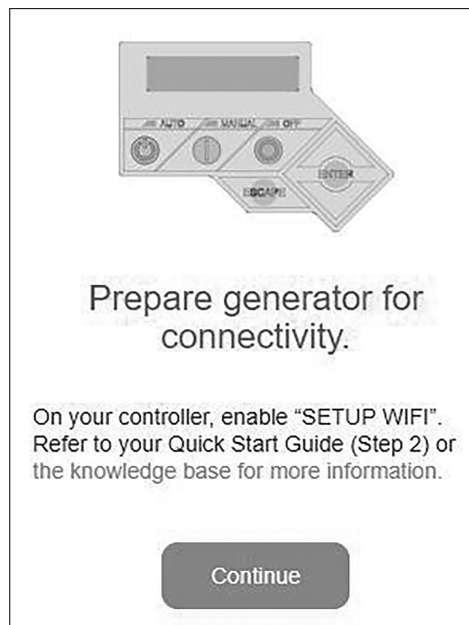 AUTO MANUAL OFF
ENTER
ESCAPE
Prepare generator for
connectivity.
On your controller, enable “SETUP WIFI”.
Refer to your Quick Start Guide (Step 2) or
the knowledge base for more information.
Continue